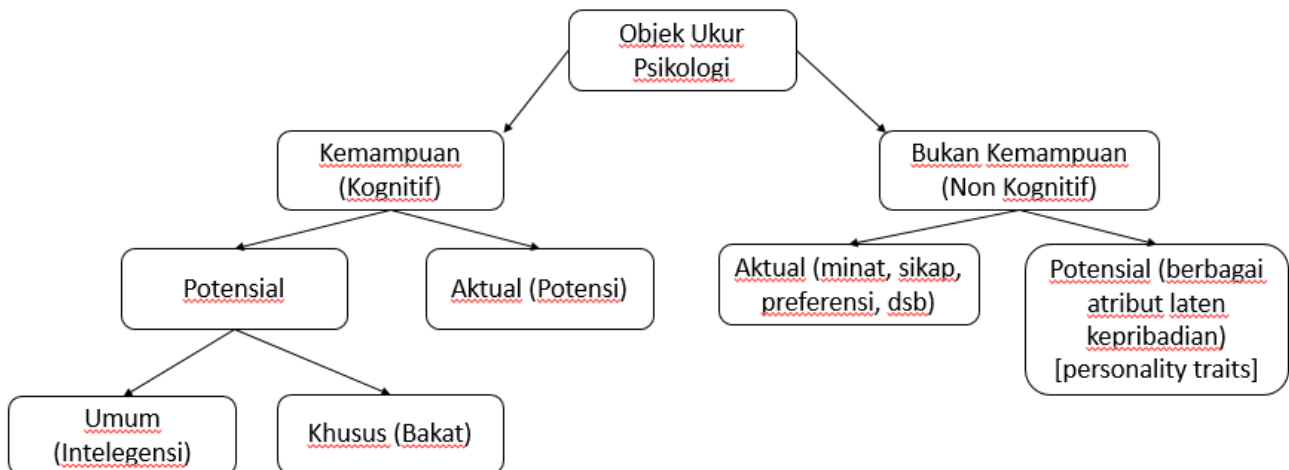 Objek Ukur
Psikologi
Kemampuan
(Kognitif)
Bukan Kemampuan
(Non Kognitif)
Potensial
Aktual (Potensi)
Aktual (minat, sikap,
preferensi, dsb)
Potensial (berbagai
atribut laten
kepribadian)
[personality traits]
Umum
(Intelegensi)
Khusus (Bakat)